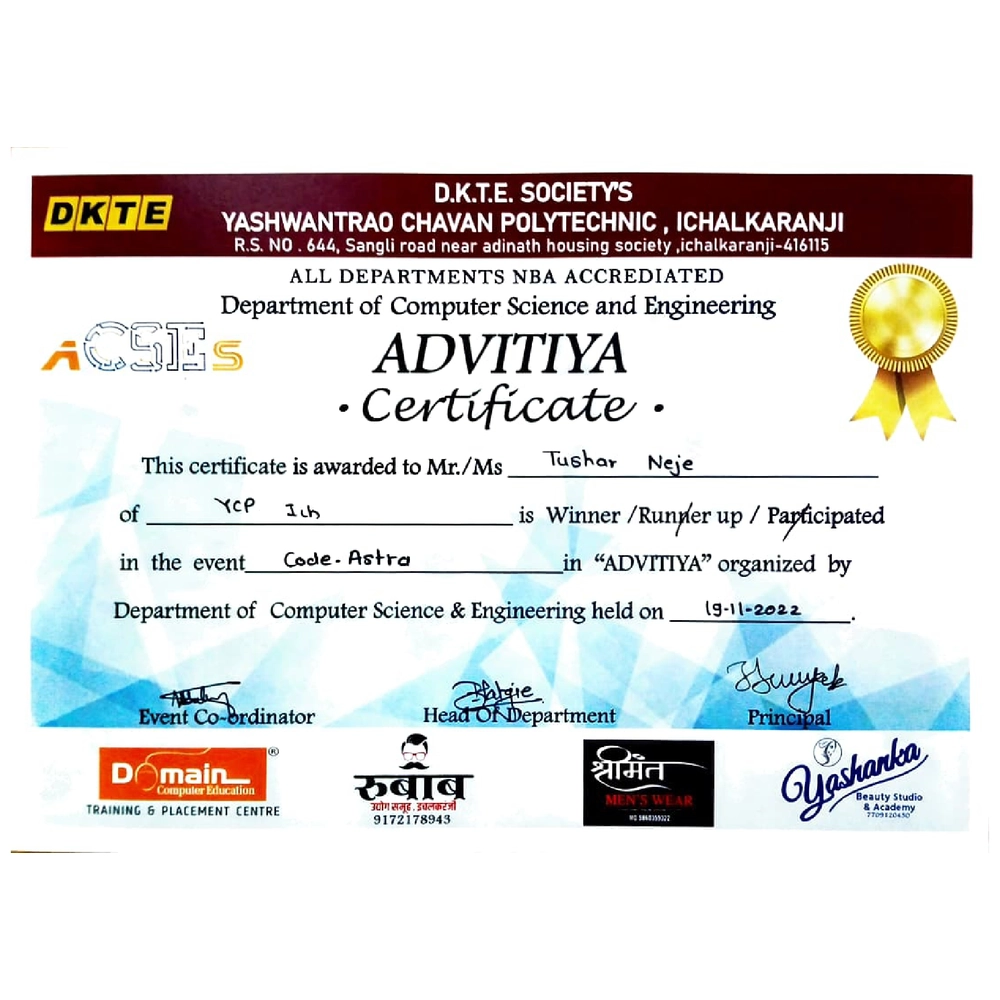 DKTE
D.K.T.E. SOCIETY'S
YASHWANTRAO CHAVAN POLYTECHNIC , ICHALKARANJI
R.S. NO . 644, Sangli road near adinath housing society ,ichalkaranji-416115
ALL DEPARTMENTS NBA ACCREDIATED
Department of Computer Science and Engineering
ACSES
ADVITIYA
• Certificate •
This certificate is awarded to Mr./Ms Tushar Neje
of YCP Ich is Winner /Runner up / Participated
in the event Code-Astra in “ADVITIYA” organized by
Department of Computer Science & Engineering held on 19-11-2022.
Event Co-ordinator
Head Of Department
Principal
Domain ®
Computer Education
TRAINING & PLACEMENT CENTRE
रुबाब
उद्योग समूह . इचलकरंजी
9172178943
श्रीमंत
MEN'S WEAR
Yashanka
Beauty Studio
& Academy